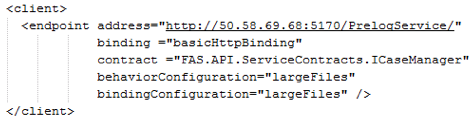 <client>
<endpoint address="http://50.58.69.68:5170/PrelogService/"
binding ="basicHttpBinding"
contract ="FAS.API.ServiceContracts.ICaseManager"
behaviorConfiguration="largeFiles"
bindingConfiguration="largeFiles" />
</client>